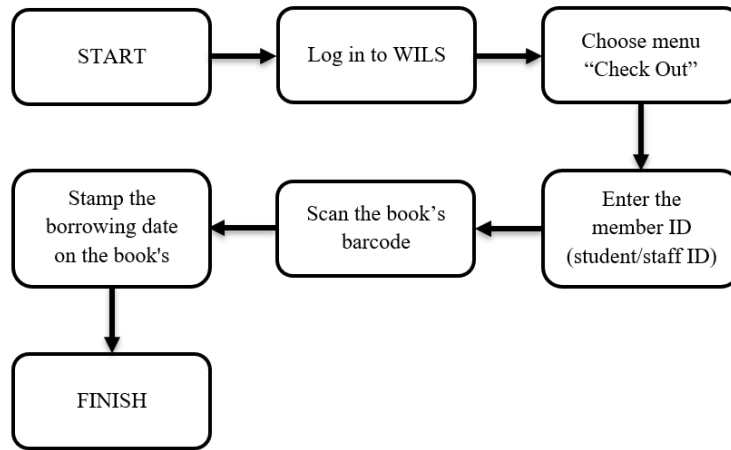 START
Log in to WILS
Choose menu
“Check Out”
Enter the
member ID
(student/staff ID)
Scan the book’s
barcode
Stamp the
borrowing date
on the book's
FINISH